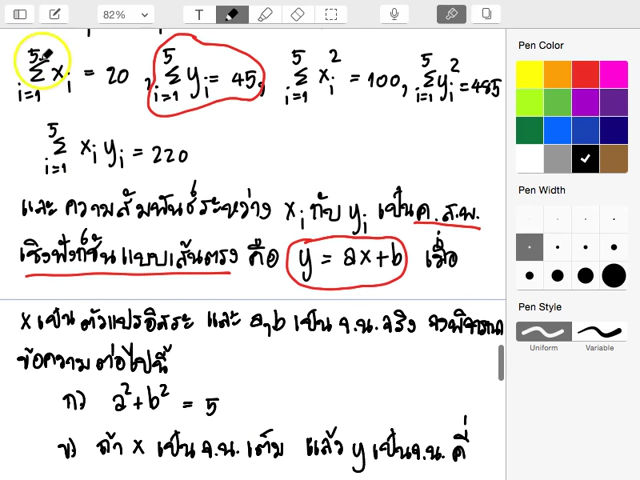 82% T
5 Σ i=1 xᵢ = 20 , 5 Σ i=1 yᵢ = 45, 5 Σ i=1 xᵢ² = 100, 5 Σ i=1 yᵢ² = 485
5 Σ i=1 xᵢ yᵢ = 220
และ ความสัมพันธ์ระหว่าง xᵢ กับ yᵢ เป็น ค.ส.พ.
เชิงฟังก์ชันแบบเส้นตรง คือ y = ax+b เมื่อ
x เป็น ตัวแปรอิสระ และ a,b เป็น จ.น. จริง จงพิจารณา
ข้อความต่อไปนี้
ก) a² + b² = 5
ข) ถ้า x เป็น จ.น. เต็ม แล้ว y เป็น จ.น. คี่
Pen Color
Pen Width
Pen Style
Uniform Variable